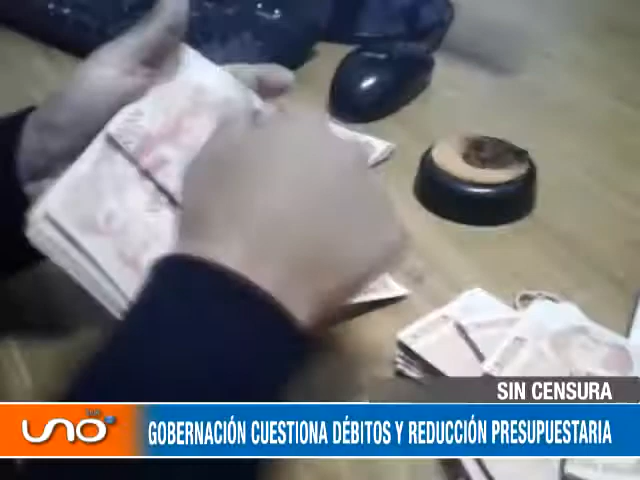 SIN CENSURA
UNO
GOBERNACIÓN CUESTIONA DÉBITOS Y REDUCCIÓN PRESUPUESTARIA